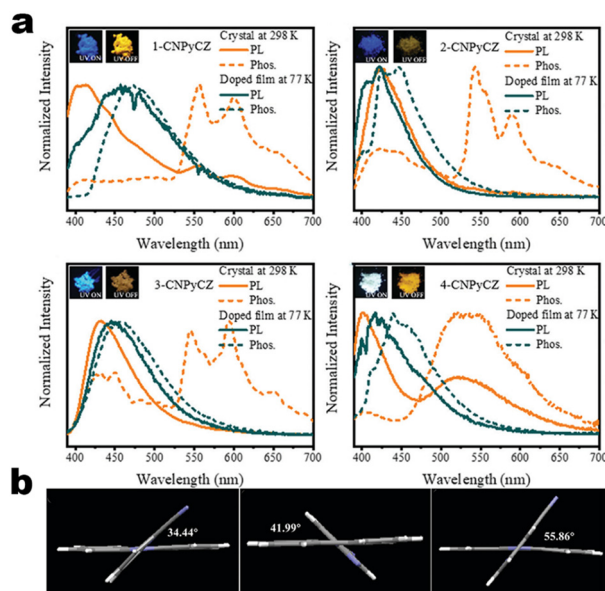 a
1-CNPyCZ
UV ON UV OFF
Crystal at 298 K
PL
Phos.
Doped film at 77 K
PL
Phos.
Normalized Intensity
400 450 500 550 600 650 700
Wavelength (nm)
2-CNPyCZ
UV ON UV OFF
Crystal at 298 K
PL
Phos.
Doped film at 77 K
PL
Phos.
Normalized Intensity
400 450 500 550 600 650 700
Wavelength (nm)
3-CNPyCZ
UV ON UV OFF
Crystal at 298 K
PL
Phos.
Doped film at 77 K
PL
Phos.
Normalized Intensity
400 450 500 550 600 650 700
Wavelength (nm)
4-CNPyCZ
UV ON UV OFF
Crystal at 298 K
PL
Phos.
Doped film at 77 K
PL
Phos.
Normalized Intensity
400 450 500 550 600 650 700
Wavelength (nm)
b
34.44°
41.99°
55.86°